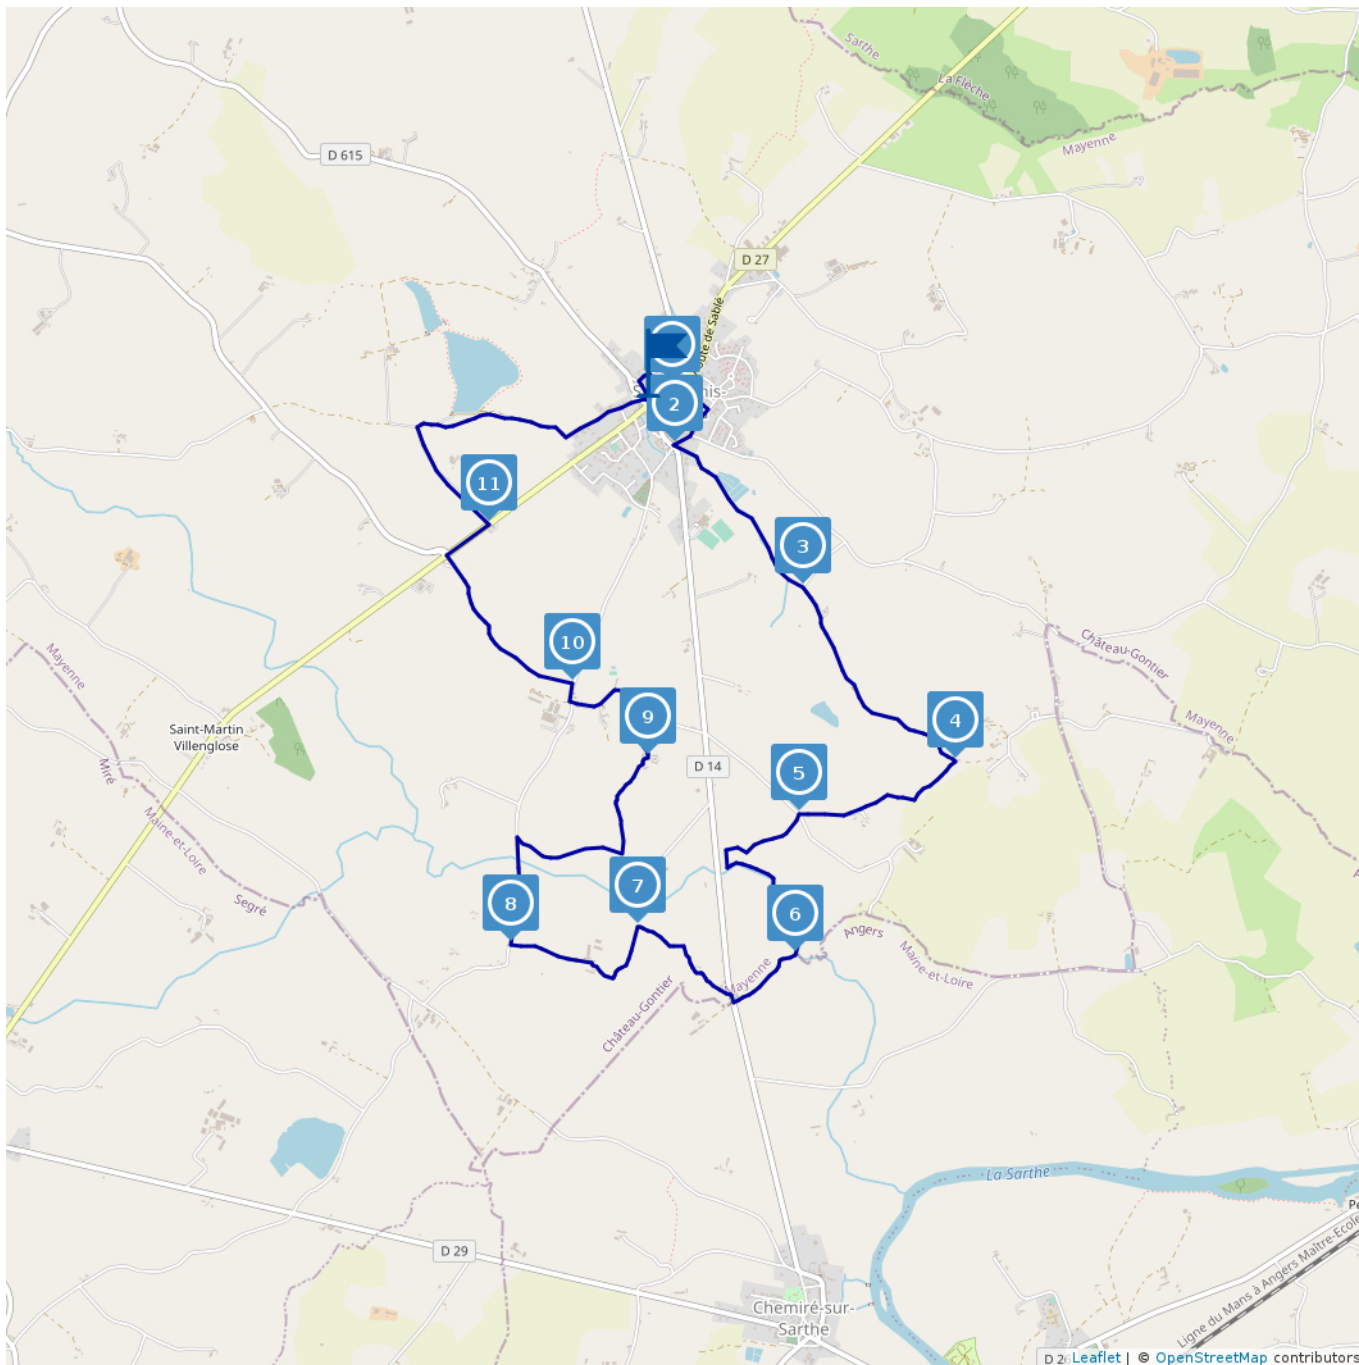 Sarthe
La Flèche
Mayenne
D 615
D 27
Route de Sablé
2
11
3
10
Château-Gontier
Mayenne
Mayenne
9
4
Saint-Martin
Villenglose
D 14
5
Miré
Maine-et-Loire
7
8
6
Segré
Angers
Maine-et-Loire
Mayenne
Château-Gontier
La Sarthe
D 29
Chemiré-sur-
Sarthe
Ligne du Mans à Angers Maître-Ecole
Leaflet | © OpenStreetMap contributors